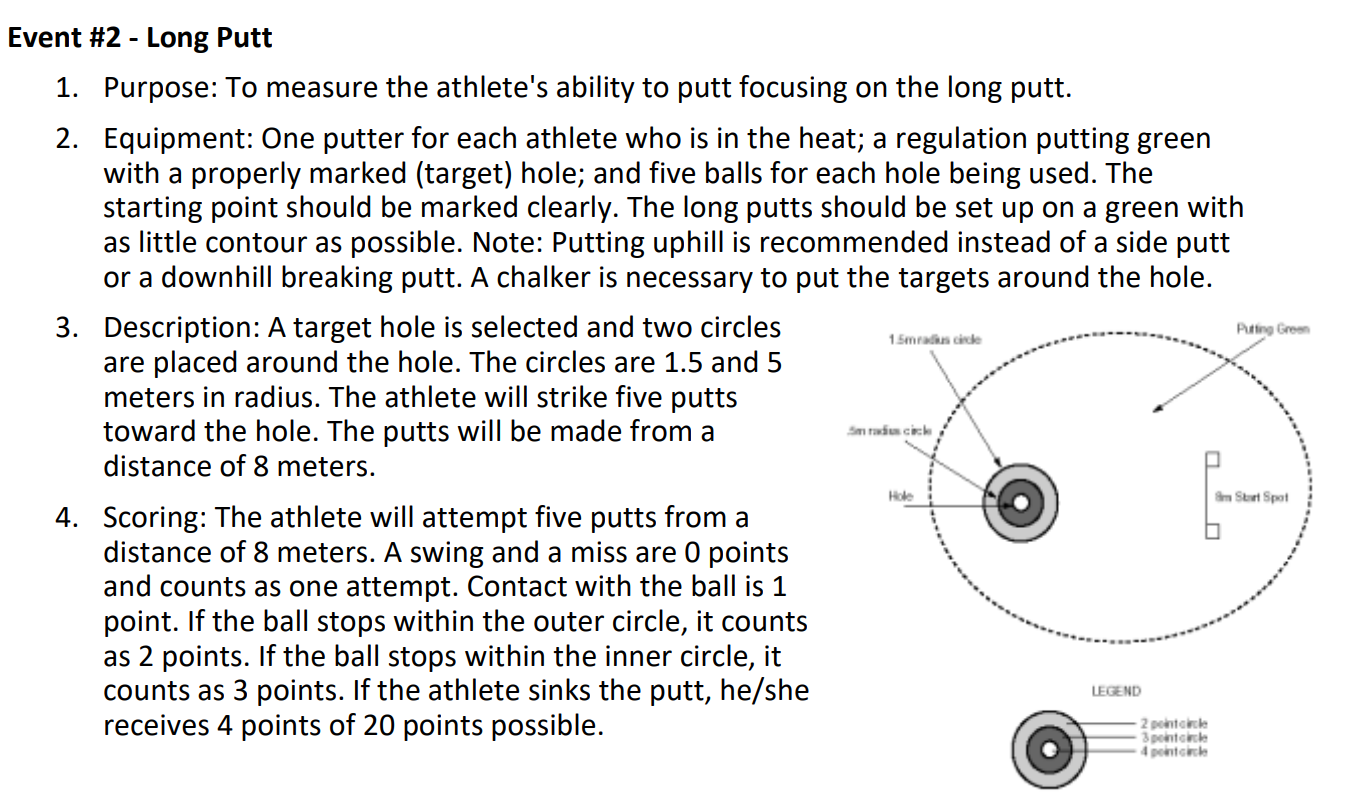 Event #2 - Long Putt
1. Purpose: To measure the athlete's ability to putt focusing on the long putt.
2. Equipment: One putter for each athlete who is in the heat; a regulation putting green
with a properly marked (target) hole; and five balls for each hole being used. The
starting point should be marked clearly. The long putts should be set up on a green with
as little contour as possible. Note: Putting uphill is recommended instead of a side putt
or a downhill breaking putt. A chalker is necessary to put the targets around the hole.
3. Description: A target hole is selected and two circles
are placed around the hole. The circles are 1.5 and 5
meters in radius. The athlete will strike five putts
toward the hole. The putts will be made from a
distance of 8 meters.
4. Scoring: The athlete will attempt five putts from a
distance of 8 meters. A swing and a miss are 0 points
and counts as one attempt. Contact with the ball is 1
point. If the ball stops within the outer circle, it counts
as 2 points. If the ball stops within the inner circle, it
counts as 3 points. If the athlete sinks the putt, he/she
receives 4 points of 20 points possible.
1.5m radius circle
Putting Green
.5m radius circle
Hole
8m Start Spot
LEGEND
2 point circle
3 point circle
4 point circle